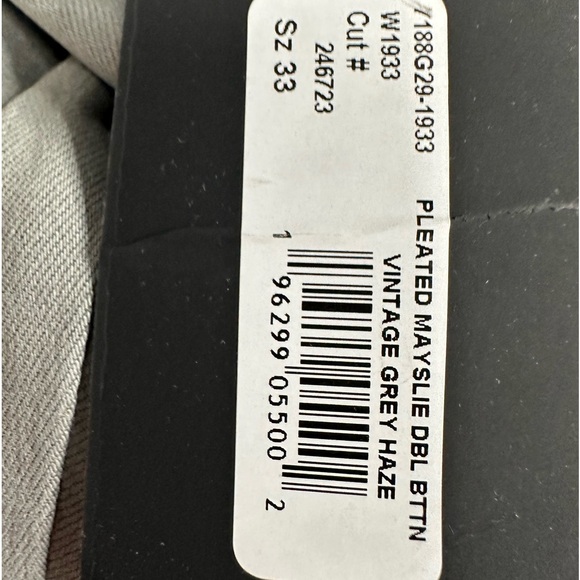 //188G29-1933
W1933
Cut #
246723
Sz 33
PLEATED MAYSLIE DBL BTTN
VINTAGE GREY HAZE
1 96299 05500 2